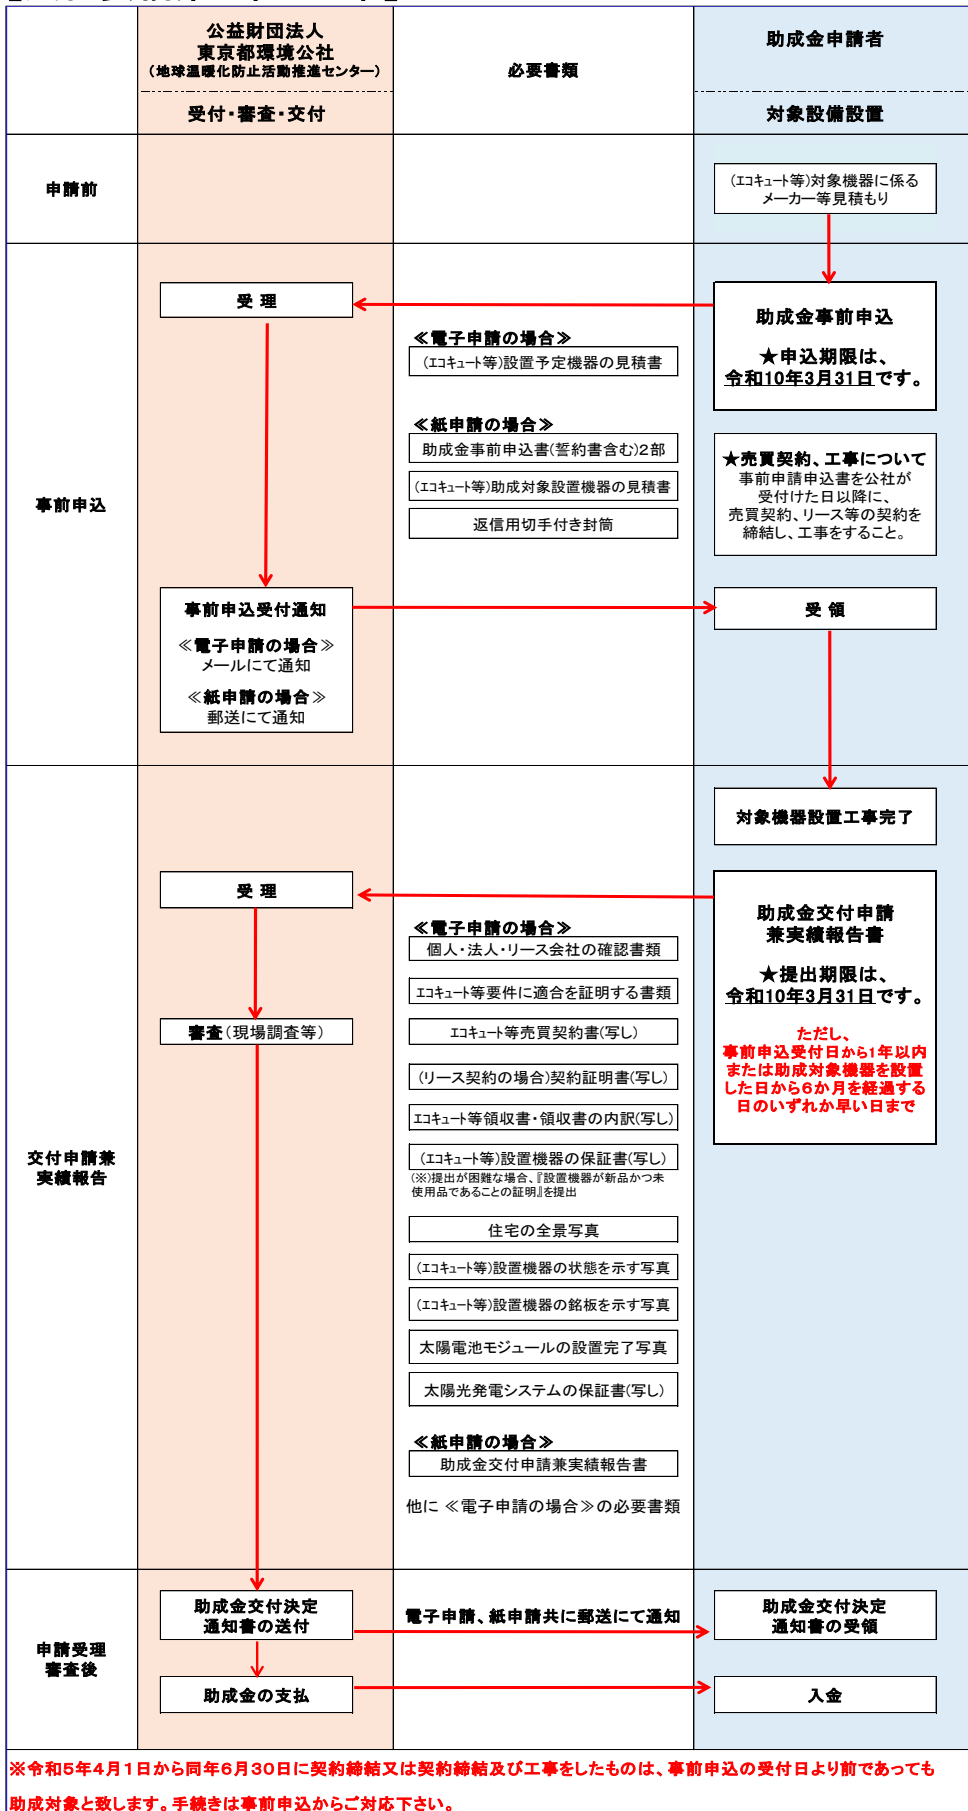 公益財団法人
東京都環境公社
（地球温暖化防止活動推進センター）
受付・審査・交付
必要書類
助成金申請者
対象設備設置
申請前
(エコキュート等)対象機器に係る
メーカー等見積もり
事前申込
受 理
助成金事前申込
★申込期限は、
令和10年3月31日です。
≪電子申請の場合≫
(エコキュート等)設置予定機器の見積書
≪紙申請の場合≫
助成金事前申込書(誓約書含む)2部
(エコキュート等)助成対象設置機器の見積書
返信用切手付き封筒
★売買契約、工事について
事前申請申込書を公社が
受付けた日以降に、
売買契約、リース等の契約を
締結し、工事をすること。
事前申込受付通知
≪電子申請の場合≫
メールにて通知
≪紙申請の場合≫
郵送にて通知
受 領
対象機器設置工事完了
交付申請兼
実績報告
受 理
審査(現場調査等)
助成金交付申請
兼実績報告書
★提出期限は、
令和10年3月31日です。
ただし、
事前申込受付日から1年以内
または助成対象機器を設置
した日から6か月を経過する
日のいずれか早い日まで
≪電子申請の場合≫
個人・法人・リース会社の確認書類
エコキュート等要件に適合を証明する書類
エコキュート等売買契約書(写し)
(リース契約の場合)契約証明書(写し)
エコキュート等領収書・領収書の内訳(写し)
(エコキュート等)設置機器の保証書(写し)
(※)提出が困難な場合、『設置機器が新品かつ未
使用品であることの証明』を提出
住宅の全景写真
(エコキュート等)設置機器の状態を示す写真
(エコキュート等)設置機器の銘板を示す写真
太陽電池モジュールの設置完了写真
太陽光発電システムの保証書(写し)
≪紙申請の場合≫
助成金交付申請兼実績報告書
他に ≪電子申請の場合≫の必要書類
申請受理
審査後
助成金交付決定
通知書の送付
電子申請、紙申請共に郵送にて通知
助成金交付決定
通知書の受領
助成金の支払
入金
※令和5年4月1日から同年6月30日に契約締結又は契約締結及び工事をしたものは、事前申込の受付日より前であっても
助成対象と致します。手続きは事前申込からご対応下さい。